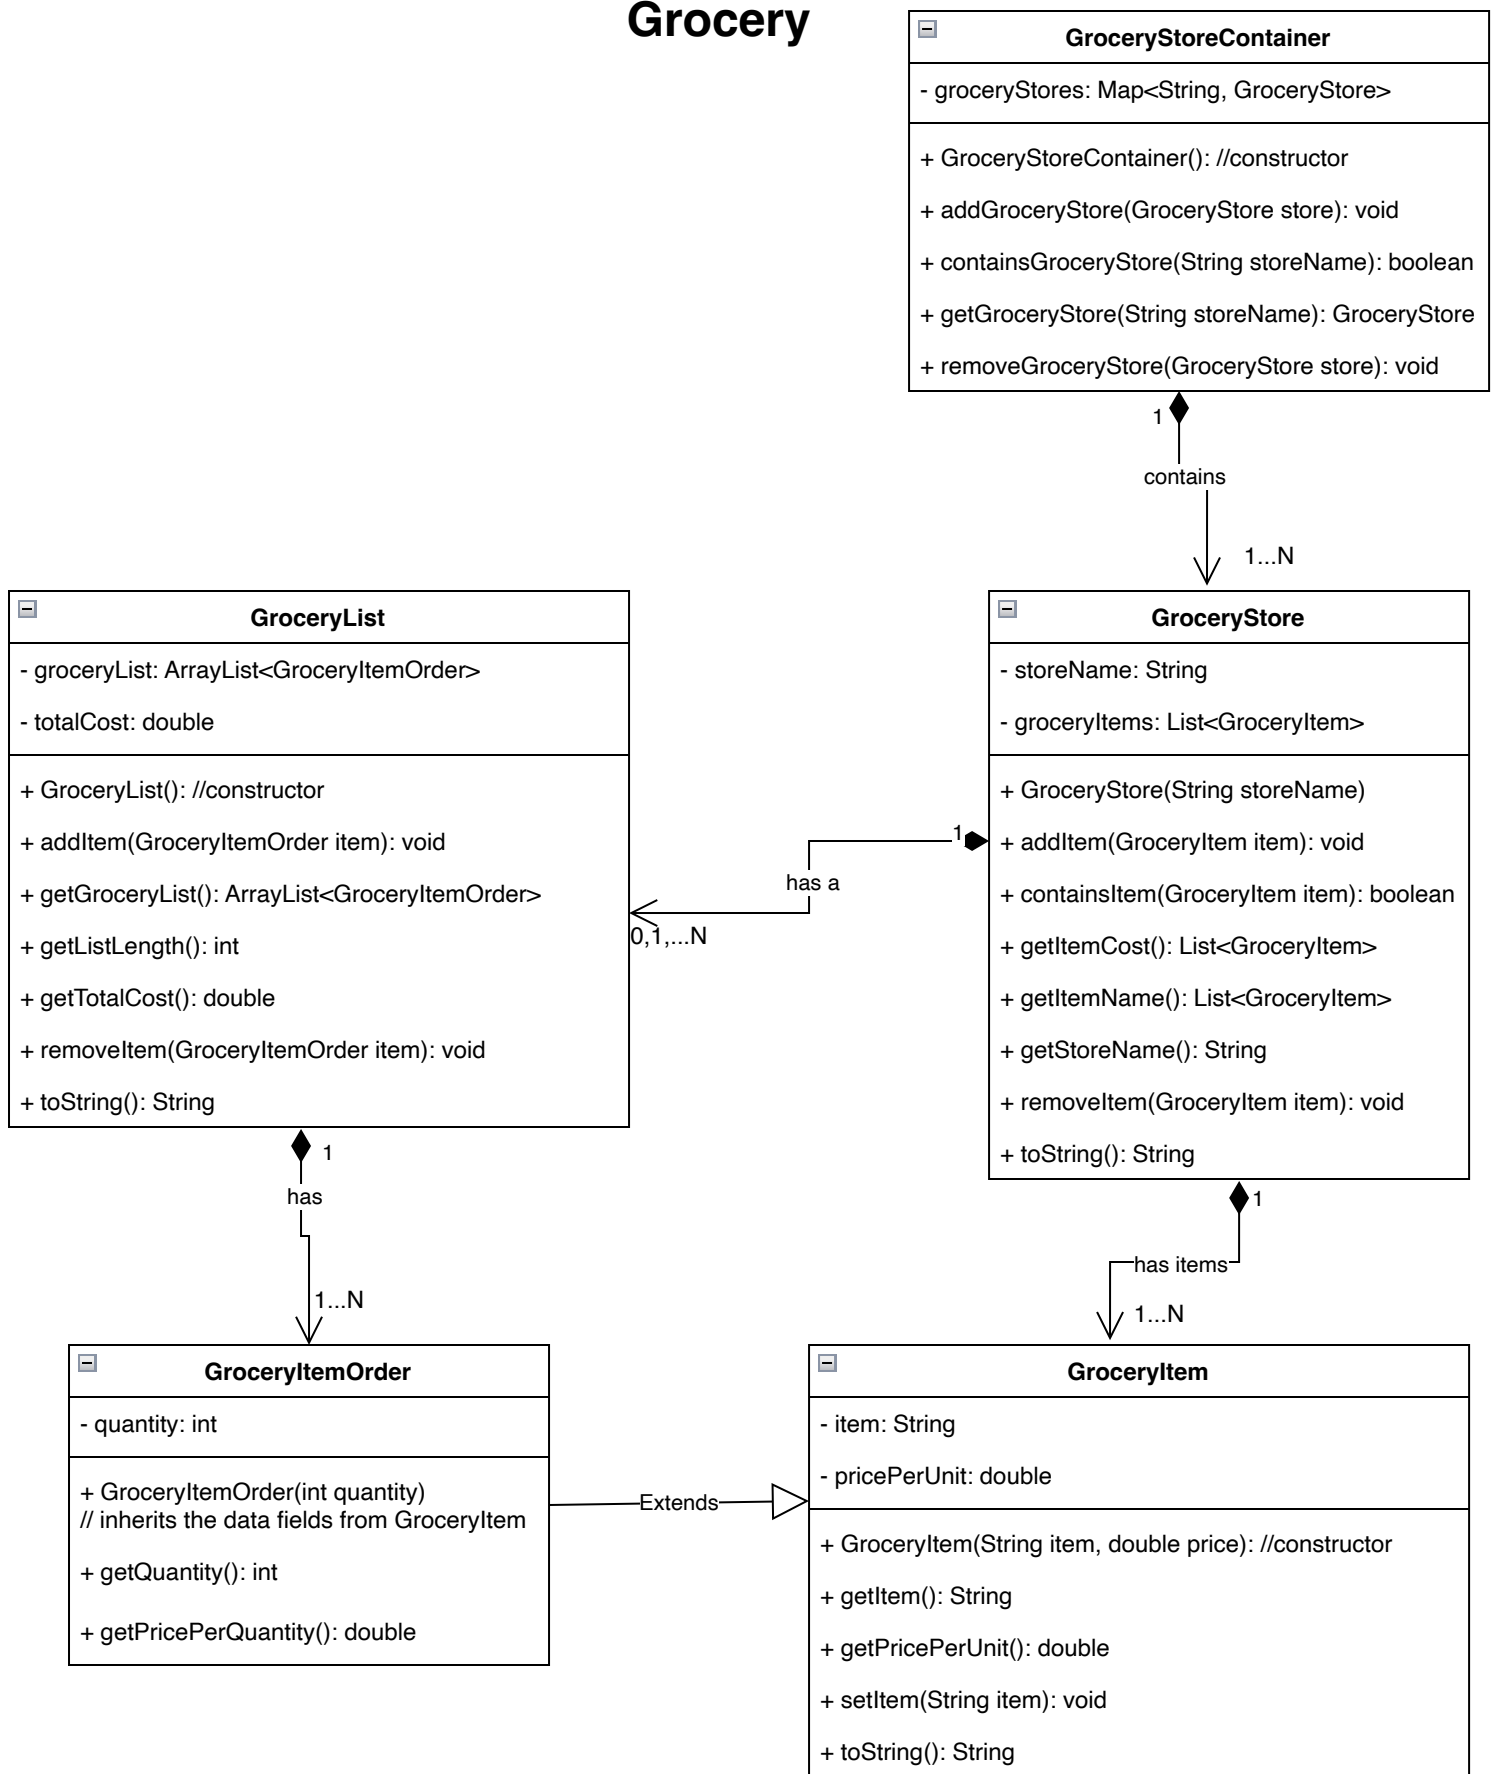 Grocery
GroceryStoreContainer
- groceryStores: Map<String, GroceryStore>
+ GroceryStoreContainer(): //constructor
+ addGroceryStore(GroceryStore store): void
+ containsGroceryStore(String storeName): boolean
+ getGroceryStore(String storeName): GroceryStore
+ removeGroceryStore(GroceryStore store): void
1
contains
1...N
GroceryList
- groceryList: ArrayList<GroceryItemOrder>
- totalCost: double
+ GroceryList(): //constructor
+ addItem(GroceryItemOrder item): void
+ getGroceryList(): ArrayList<GroceryItemOrder>
+ getListLength(): int
+ getTotalCost(): double
+ removeItem(GroceryItemOrder item): void
+ toString(): String
1
has a
0,1,...N
GroceryStore
- storeName: String
- groceryItems: List<GroceryItem>
+ GroceryStore(String storeName)
+ addItem(GroceryItem item): void
+ containsItem(GroceryItem item): boolean
+ getItemCost(): List<GroceryItem>
+ getItemName(): List<GroceryItem>
+ getStoreName(): String
+ removeItem(GroceryItem item): void
+ toString(): String
1
has
1...N
1
has items
1...N
GroceryItemOrder
- quantity: int
+ GroceryItemOrder(int quantity)
// inherits the data fields from GroceryItem
+ getQuantity(): int
+ getPricePerQuantity(): double
Extends
GroceryItem
- item: String
- pricePerUnit: double
+ GroceryItem(String item, double price): //constructor
+ getItem(): String
+ getPricePerUnit(): double
+ setItem(String item): void
+ toString(): String